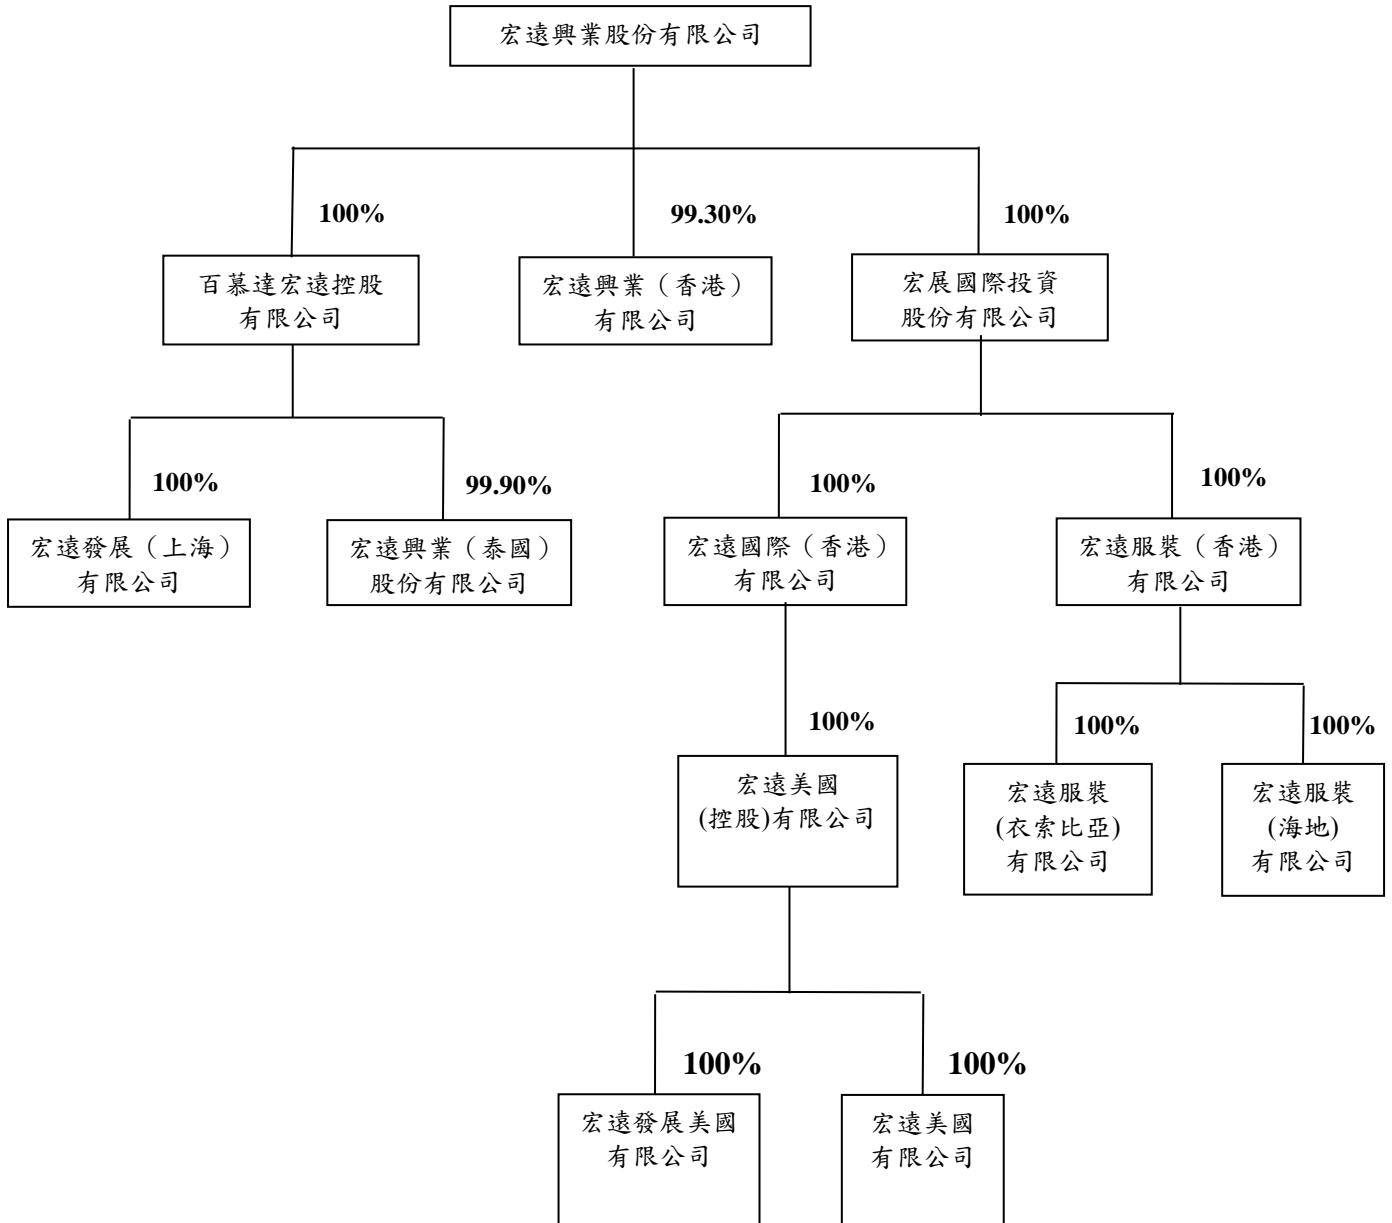 宏遠興業股份有限公司
100%
99.30%
100%
百慕達宏遠控股
有限公司
宏遠興業（香港）
有限公司
宏展國際投資
股份有限公司
100%
99.90%
100%
100%
宏遠發展（上海）
有限公司
宏遠興業（泰國）
股份有限公司
宏遠國際（香港）
有限公司
宏遠服裝（香港）
有限公司
100%
100%
100%
宏遠美國
(控股)有限公司
宏遠服裝
(衣索比亞)
有限公司
宏遠服裝
(海地)
有限公司
100%
100%
宏遠發展美國
有限公司
宏遠美國
有限公司